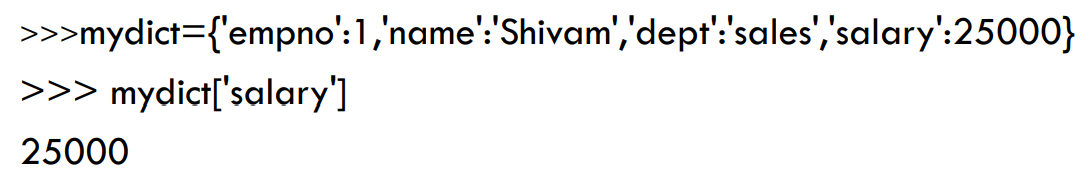 >>>mydict={'empno':1,'name':'Shivam','dept':'sales','salary':25000}
>>> mydict['salary']
25000